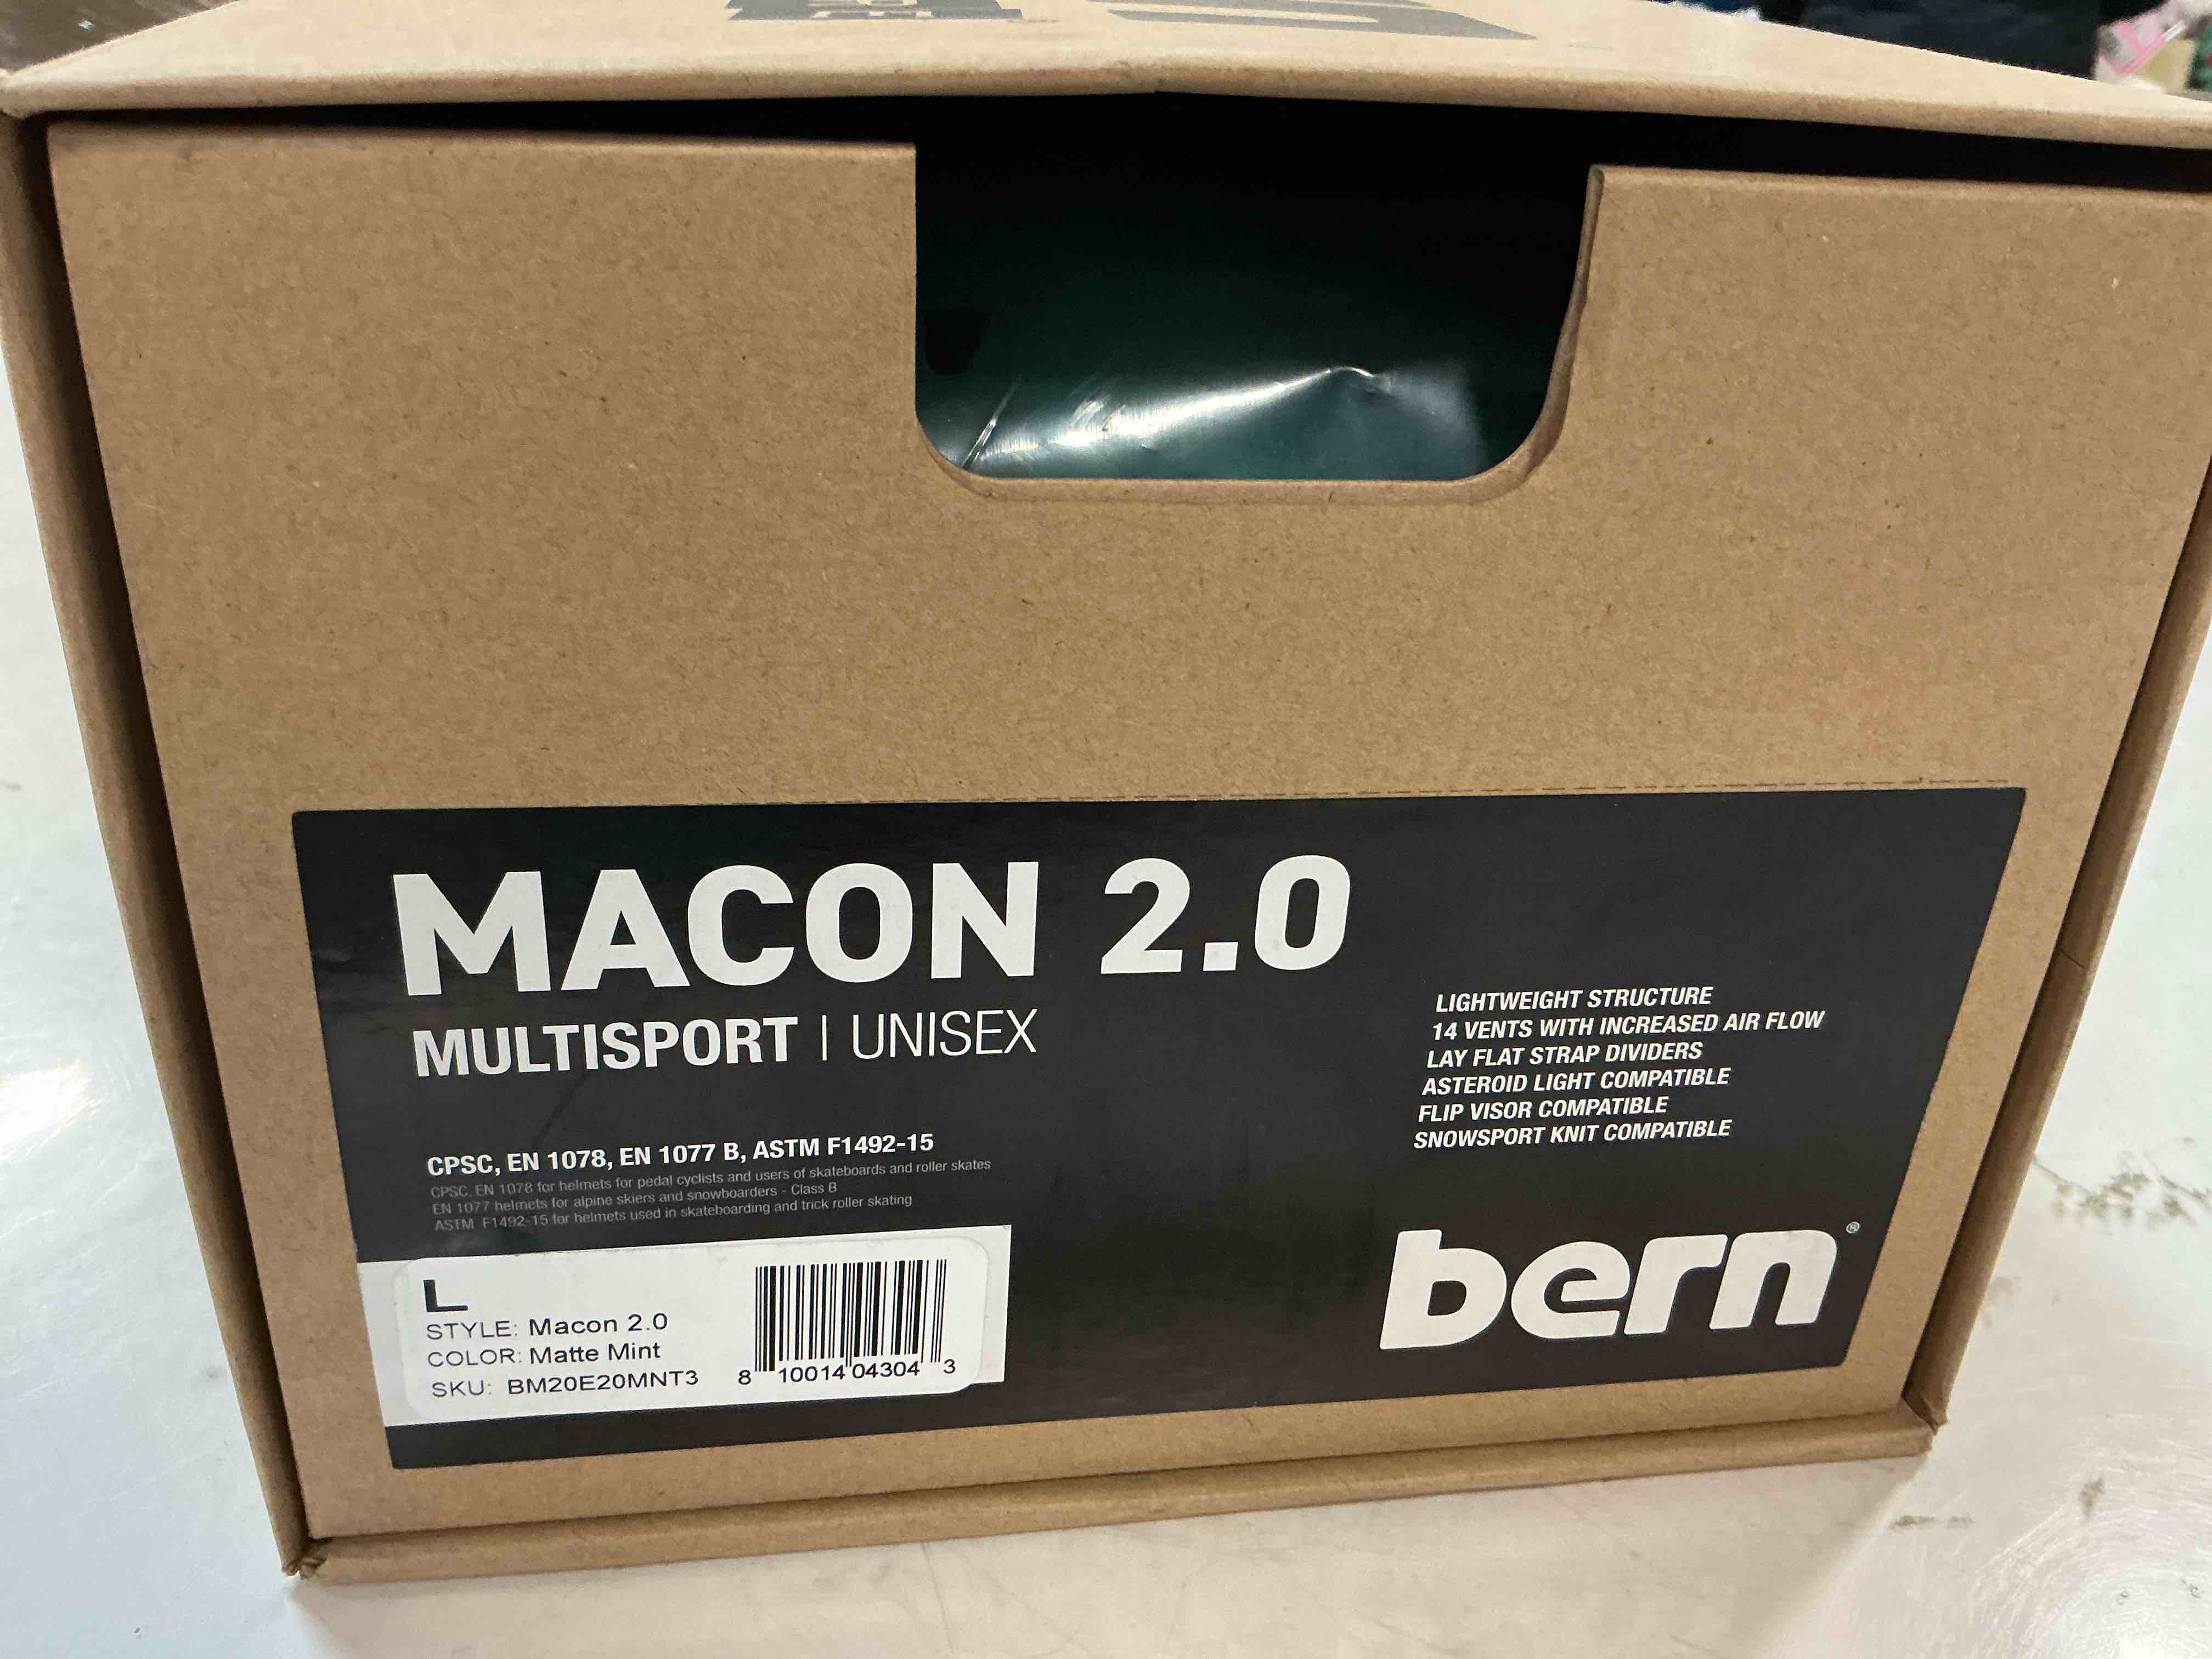 MACON 2.0
MULTISPORT | UNISEX
LIGHTWEIGHT STRUCTURE
14 VENTS WITH INCREASED AIR FLOW
LAY FLAT STRAP DIVIDERS
ASTEROID LIGHT COMPATIBLE
FLIP VISOR COMPATIBLE
SNOWSPORT KNIT COMPATIBLE
CPSC, EN 1078, EN 1077 B, ASTM F1492-15
CPSC, EN 1078 for helmets for pedal cyclists and users of skateboards and roller skates
EN 1077 helmets for alpine skiers and snowboarders - Class B
ASTM F1492-15 for helmets used in skateboarding and trick roller skating
L
STYLE: Macon 2.0
COLOR: Matte Mint
SKU: BM20E20MNT3
8 10014 04304 3
bern®